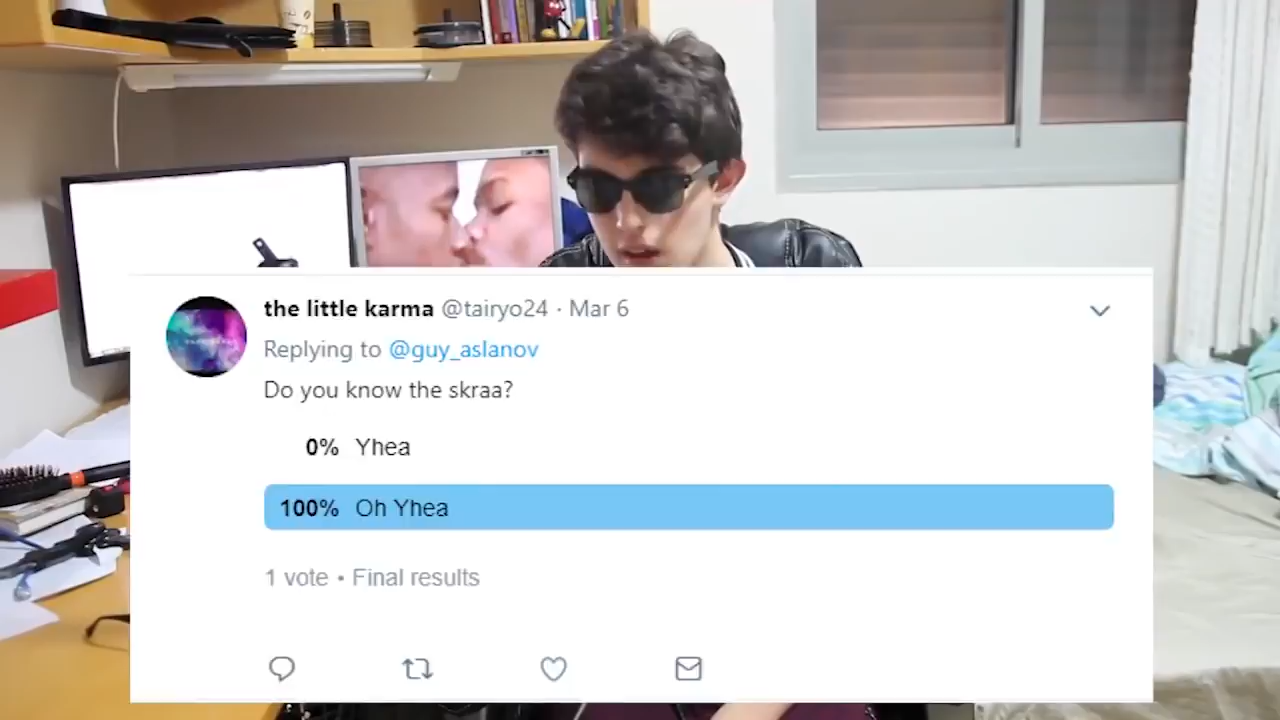 the little karma @tairyo24 · Mar 6
Replying to @guy_aslanov
Do you know the skraa?
0% Yhea
100% Oh Yhea
1 vote • Final results